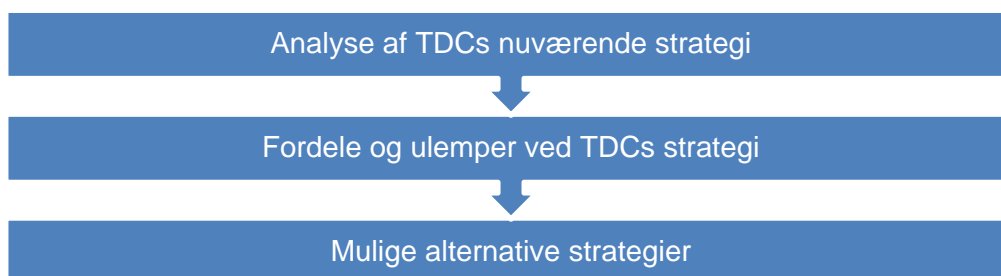 Analyse af TDCs nuværende strategi
Fordele og ulemper ved TDCs strategi
Mulige alternative strategier